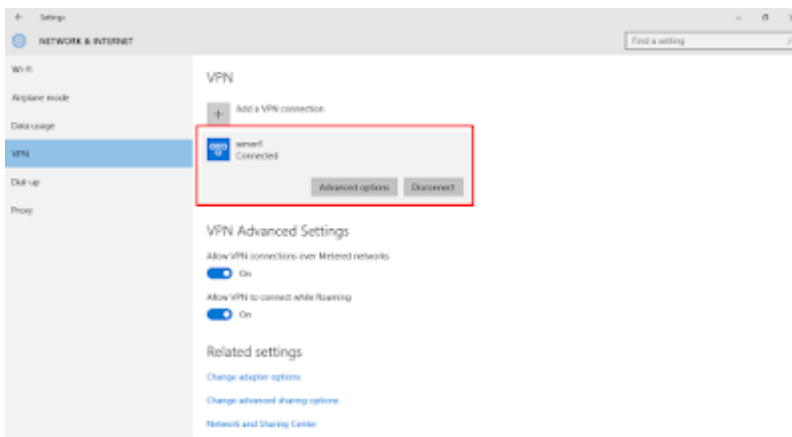 Settings
NETWORK & INTERNET
Find a setting
Wi-Fi
Airplane mode
Data usage
VPN
Dial-up
Proxy
VPN
Add a VPN connection
server1
Connected
Advanced options
Disconnect
VPN Advanced Settings
Allow VPN connections over Metered networks
On
Allow VPN to connect while Roaming
On
Related settings
Change adapter options
Change advanced sharing options
Network and Sharing Center